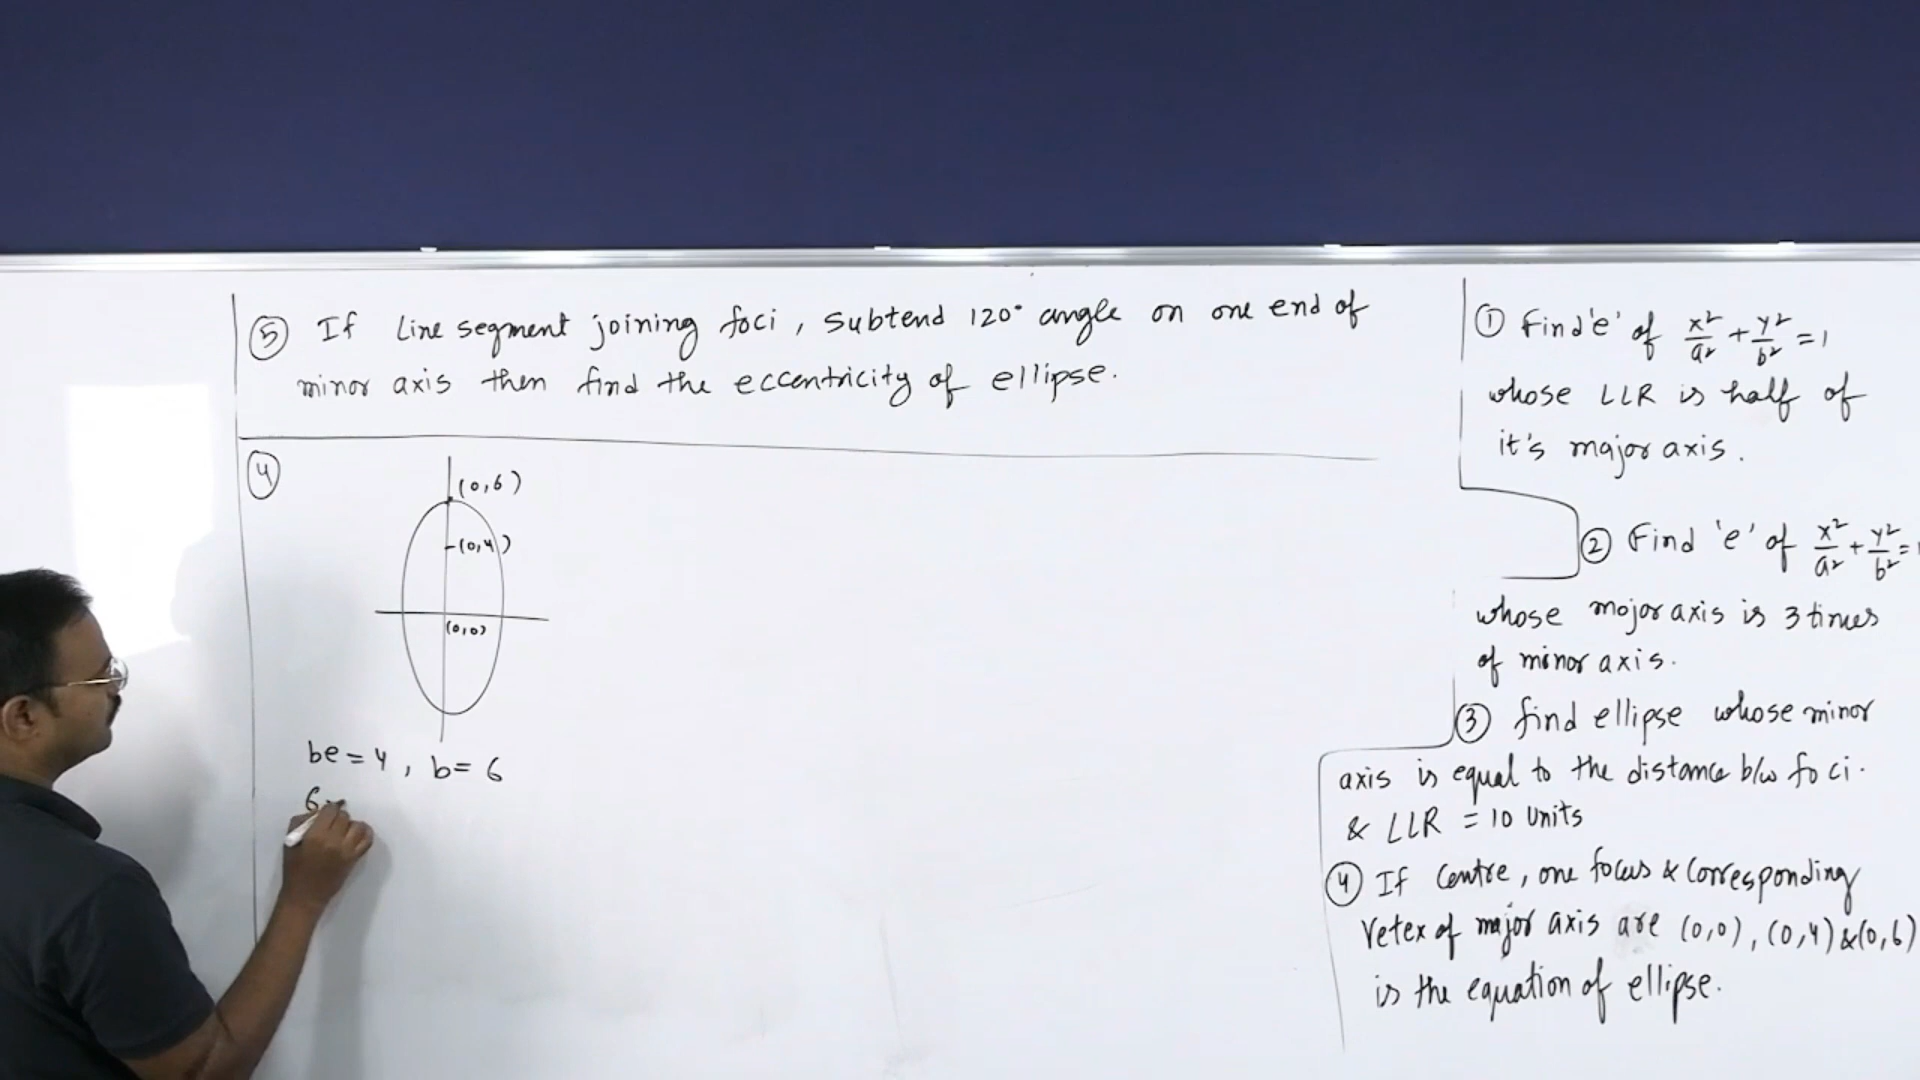 ⑤ If Line segment joining foci, subtend 120° angle on one end of
minor axis then find the eccentricity of ellipse.
④
(0,6)
(0,4)
(0,0)
be = 4, b = 6
6
① Find 'e' of x²/a² + y²/b² = 1
whose LLR is half of
it's major axis.
② Find 'e' of x²/a² + y²/b² = 1
whose mojor axis is 3 times
of minor axis.
③ find ellipse whose minor
axis is equal to the distance b/w foci.
& LLR = 10 units
④ If Centre, one focus & corresponding
Vetex of major axis are (0,0), (0,4) & (0,6)
is the equation of ellipse.